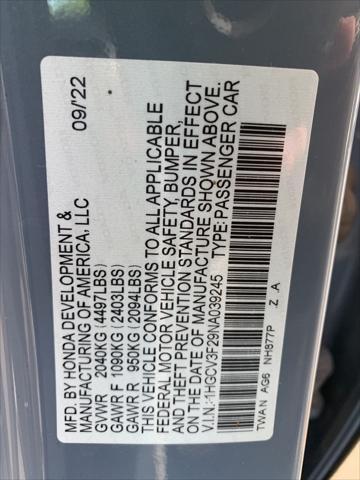 MFD. BY HONDA DEVELOPMENT & 09/22
MANUFACTURING OF AMERICA, LLC
GVWR 2040KG (4497LBS)
GAWR F 1090KG (2403LBS)
GAWR R 950KG (2094LBS)
THIS VEHICLE CONFORMS TO ALL APPLICABLE
FEDERAL MOTOR VEHICLE SAFETY, BUMPER,
AND THEFT PREVENTION STANDARDS IN EFFECT
ON THE DATE OF MANUFACTURE SHOWN ABOVE.
V.I.N.:1HGCV3F29NA039245 TYPE: PASSENGER CAR
TWAN AG6 NH877P Z .A